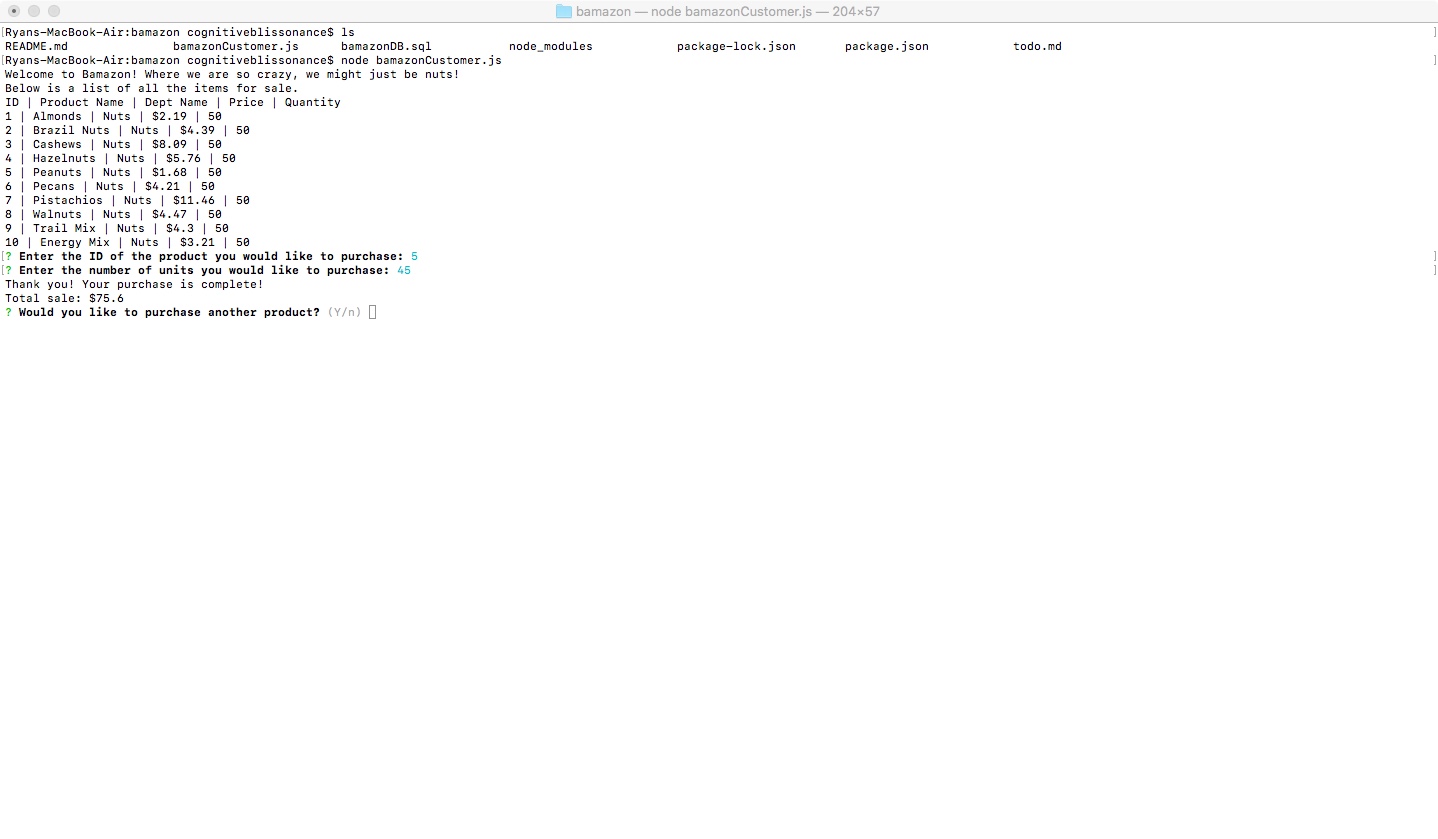 bamazon — node bamazonCustomer.js — 204×57
[Ryans-MacBook-Air:bamazon cognitiveblissonance$ ls ]
README.md bamazonCustomer.js bamazonDB.sql node_modules package-lock.json package.json todo.md
[Ryans-MacBook-Air:bamazon cognitiveblissonance$ node bamazonCustomer.js ]
Welcome to Bamazon! Where we are so crazy, we might just be nuts!
Below is a list of all the items for sale.
ID | Product Name | Dept Name | Price | Quantity
1 | Almonds | Nuts | $2.19 | 50
2 | Brazil Nuts | Nuts | $4.39 | 50
3 | Cashews | Nuts | $8.09 | 50
4 | Hazelnuts | Nuts | $5.76 | 50
5 | Peanuts | Nuts | $1.68 | 50
6 | Pecans | Nuts | $4.21 | 50
7 | Pistachios | Nuts | $11.46 | 50
8 | Walnuts | Nuts | $4.47 | 50
9 | Trail Mix | Nuts | $4.3 | 50
10 | Energy Mix | Nuts | $3.21 | 50
[? Enter the ID of the product you would like to purchase: 5 ]
[? Enter the number of units you would like to purchase: 45 ]
Thank you! Your purchase is complete!
Total sale: $75.6
? Would you like to purchase another product? (Y/n)